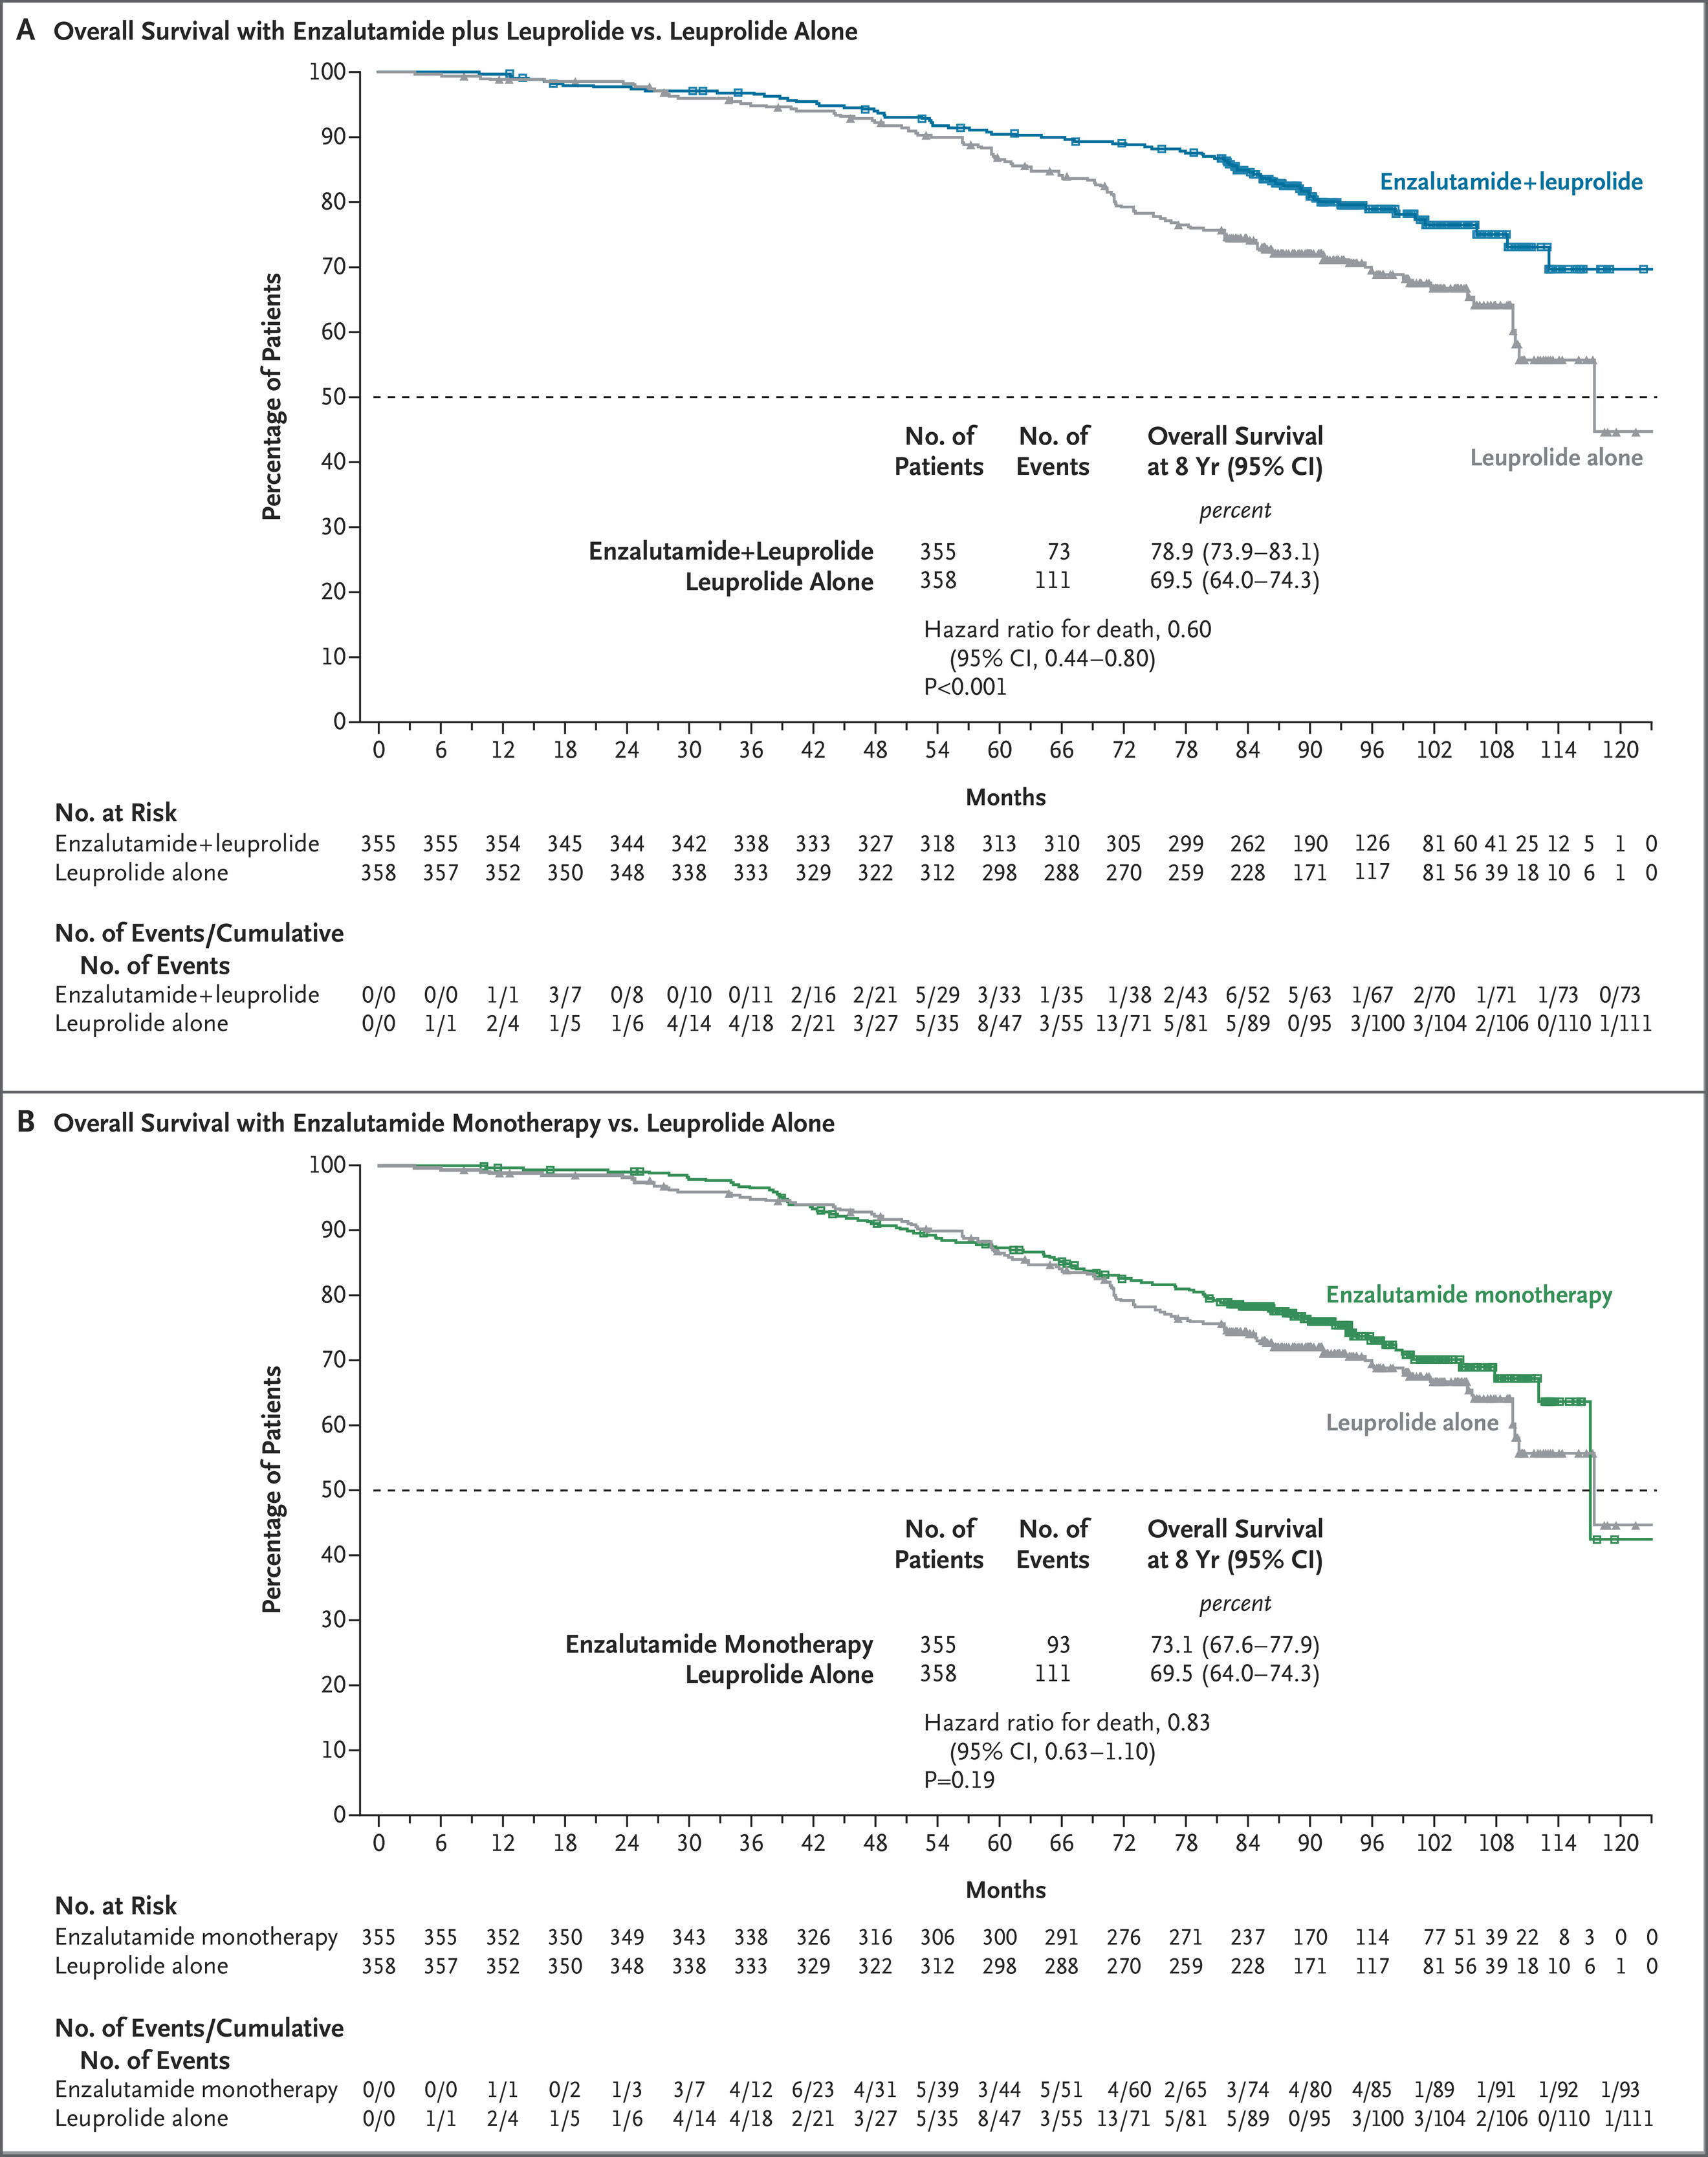 A Overall Survival with Enzalutamide plus Leuprolide vs. Leuprolide Alone
100
90
80
70
60
50
40
30
20
10
0
Percentage of Patients
Enzalutamide+leuprolide
Leuprolide alone
No. of Patients No. of Events Overall Survival at 8 Yr (95% CI)
percent
Enzalutamide+Leuprolide 355 73 78.9 (73.9–83.1)
Leuprolide Alone 358 111 69.5 (64.0–74.3)
Hazard ratio for death, 0.60
(95% CI, 0.44–0.80)
P<0.001
0 6 12 18 24 30 36 42 48 54 60 66 72 78 84 90 96 102 108 114 120
Months
No. at Risk
Enzalutamide+leuprolide 355 355 354 345 344 342 338 333 327 318 313 310 305 299 262 190 126 81 60 41 25 12 5 1 0
Leuprolide alone 358 357 352 350 348 338 333 329 322 312 298 288 270 259 228 171 117 81 56 39 18 10 6 1 0
No. of Events/Cumulative
No. of Events
Enzalutamide+leuprolide 0/0 0/0 1/1 3/7 0/8 0/10 0/11 2/16 2/21 5/29 3/33 1/35 1/38 2/43 6/52 5/63 1/67 2/70 1/71 1/73 0/73
Leuprolide alone 0/0 1/1 2/4 1/5 1/6 4/14 4/18 2/21 3/27 5/35 8/47 3/55 13/71 5/81 5/89 0/95 3/100 3/104 2/106 0/110 1/111
B Overall Survival with Enzalutamide Monotherapy vs. Leuprolide Alone
100
90
80
70
60
50
40
30
20
10
0
Percentage of Patients
Enzalutamide monotherapy
Leuprolide alone
No. of Patients No. of Events Overall Survival at 8 Yr (95% CI)
percent
Enzalutamide Monotherapy 355 93 73.1 (67.6–77.9)
Leuprolide Alone 358 111 69.5 (64.0–74.3)
Hazard ratio for death, 0.83
(95% CI, 0.63–1.10)
P=0.19
0 6 12 18 24 30 36 42 48 54 60 66 72 78 84 90 96 102 108 114 120
Months
No. at Risk
Enzalutamide monotherapy 355 355 352 350 349 343 338 326 316 306 300 291 276 271 237 170 114 77 51 39 22 8 3 0 0
Leuprolide alone 358 357 352 350 348 338 333 329 322 312 298 288 270 259 228 171 117 81 56 39 18 10 6 1 0
No. of Events/Cumulative
No. of Events
Enzalutamide monotherapy 0/0 0/0 1/1 0/2 1/3 3/7 4/12 6/23 4/31 5/39 3/44 5/51 4/60 2/65 3/74 4/80 4/85 1/89 1/91 1/92 1/93
Leuprolide alone 0/0 1/1 2/4 1/5 1/6 4/14 4/18 2/21 3/27 5/35 8/47 3/55 13/71 5/81 5/89 0/95 3/100 3/104 2/106 0/110 1/111